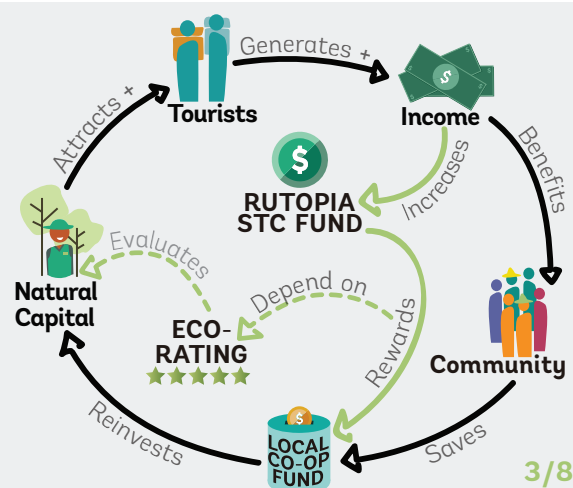 Generates +
Tourists
Income
Attracts +
Benefits
$
$
RUTOPIA
STC FUND
Increases
Natural
Capital
Evaluates
Depend on
ECO-
RATING
Rewards
Community
Reinvests
Saves
$
LOCAL
CO-OP
FUND
3/8